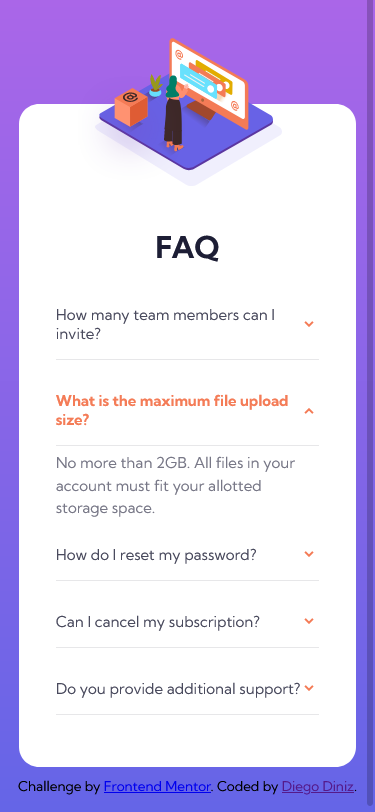 FAQ
How many team members can I
invite?
What is the maximum file upload
size?
No more than 2GB. All files in your
account must fit your allotted
storage space.
How do I reset my password?
Can I cancel my subscription?
Do you provide additional support?
Challenge by Frontend Mentor. Coded by Diego Diniz.